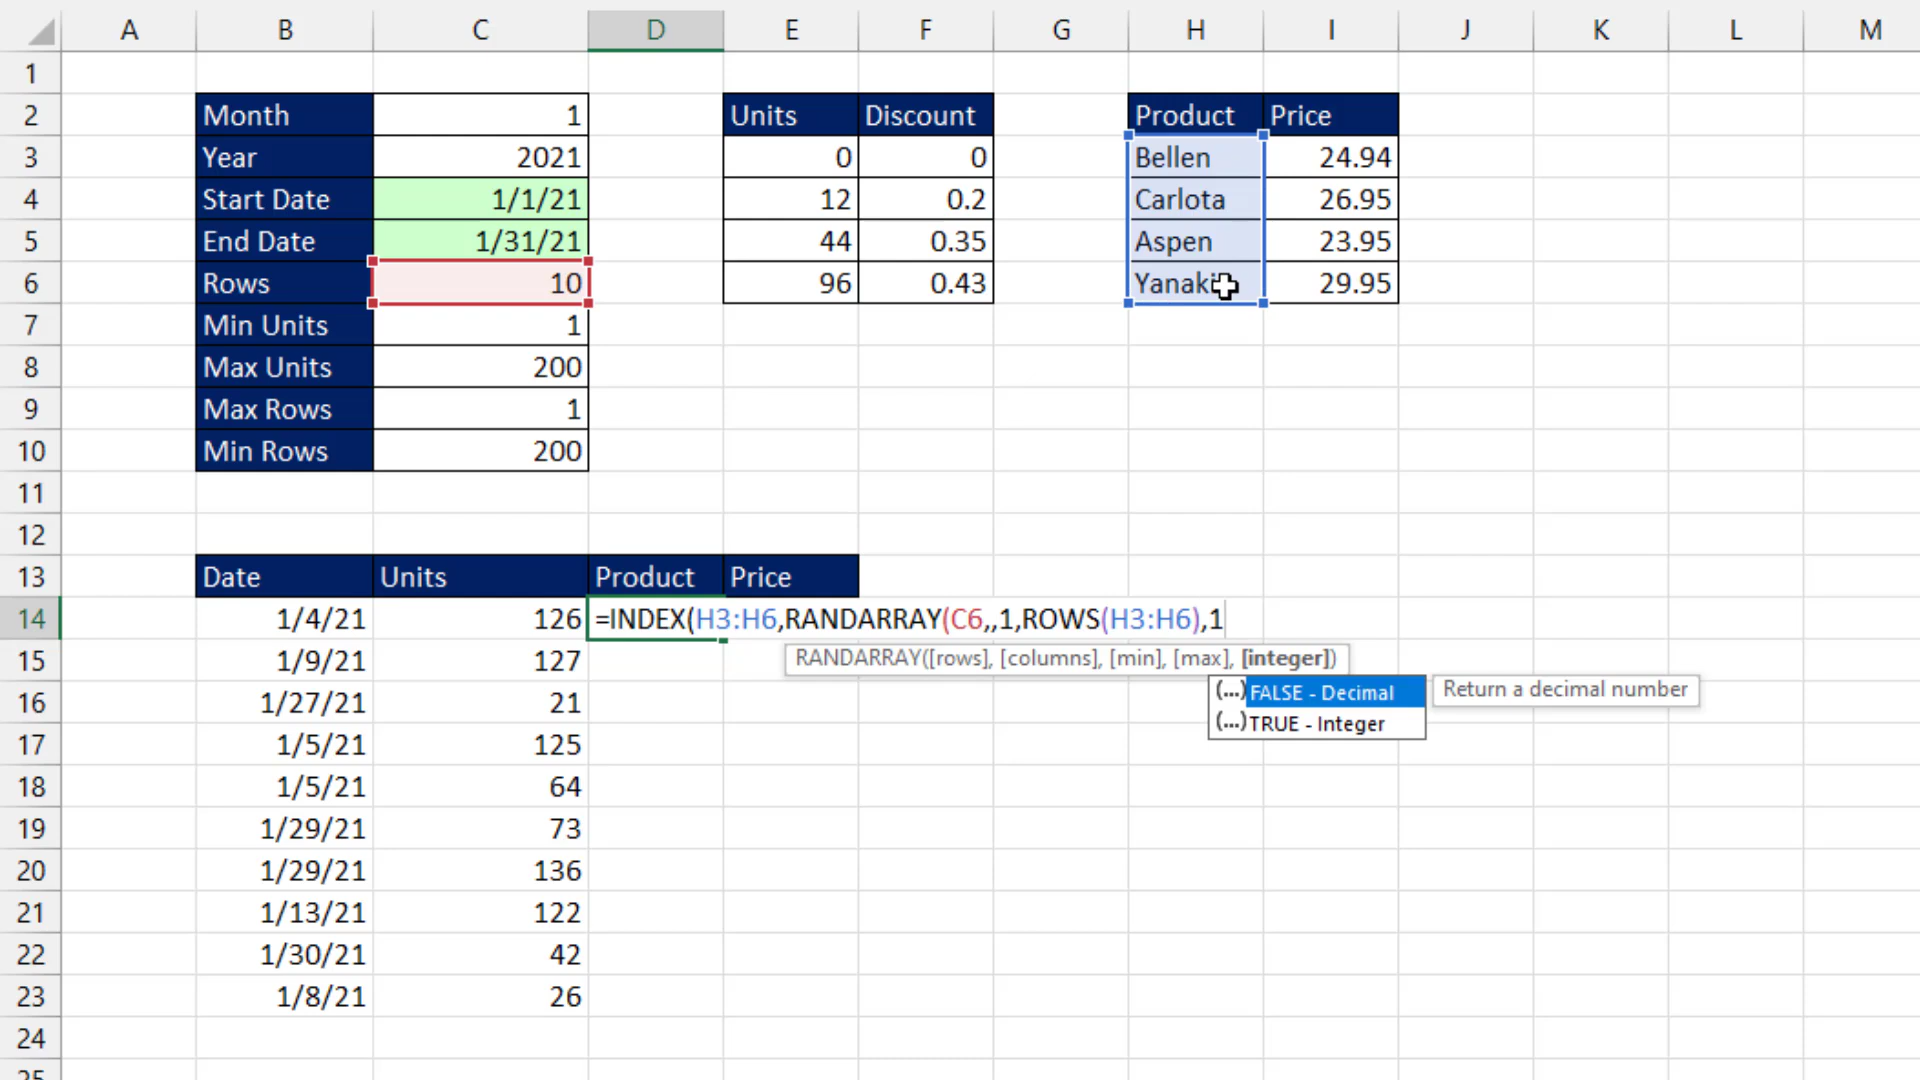 A B C D E F G H I J K L M
1
2 Month 1 Units Discount Product Price
3 Year 2021 0 0 Bellen 24.94
4 Start Date 1/1/21 12 0.2 Carlota 26.95
5 End Date 1/31/21 44 0.35 Aspen 23.95
6 Rows 10 96 0.43 Yanaki 29.95
7 Min Units 1
8 Max Units 200
9 Max Rows 1
10 Min Rows 200
11
12
13 Date Units Product Price
14 1/4/21 126 =INDEX(H3:H6,RANDARRAY(C6,,1,ROWS(H3:H6),1
15 1/9/21 127 RANDARRAY([rows], [columns], [min], [max], [integer])
16 1/27/21 21 (...)FALSE - Decimal Return a decimal number
(...)TRUE - Integer
17 1/5/21 125
18 1/5/21 64
19 1/29/21 73
20 1/29/21 136
21 1/13/21 122
22 1/30/21 42
23 1/8/21 26
24
25